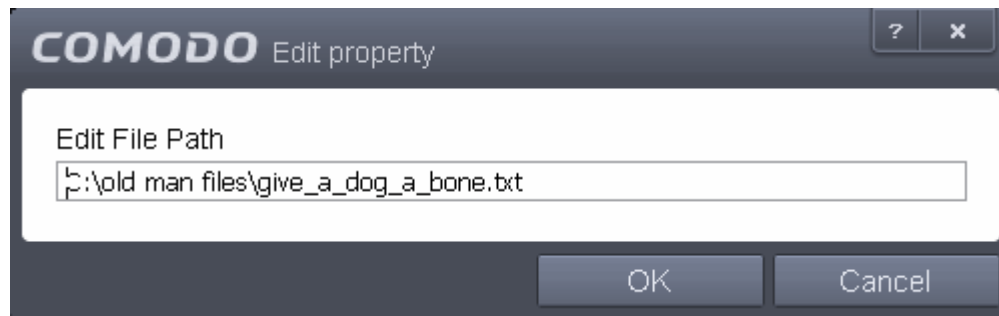 COMODO Edit property
? x
Edit File Path
C:\old man files\give_a_dog_a_bone.txt
OK Cancel